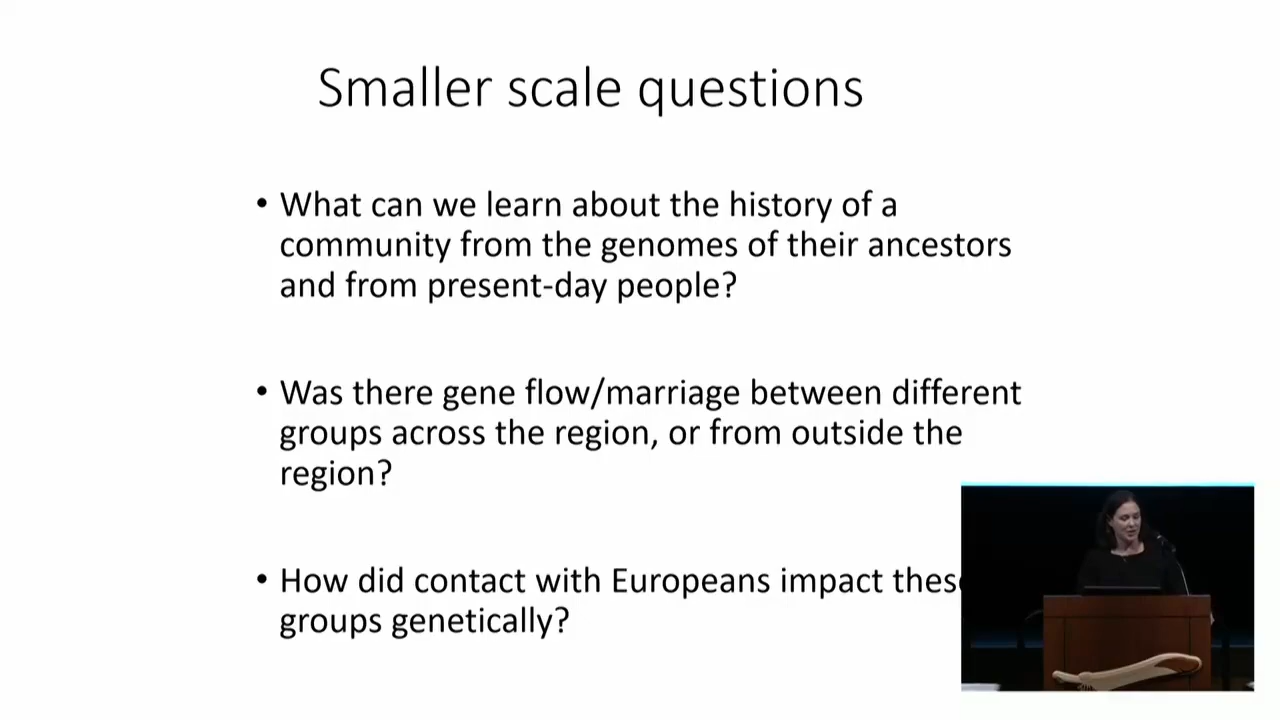 Smaller scale questions
• What can we learn about the history of a
community from the genomes of their ancestors
and from present-day people?
• Was there gene flow/marriage between different
groups across the region, or from outside the
region?
• How did contact with Europeans impact these
groups genetically?